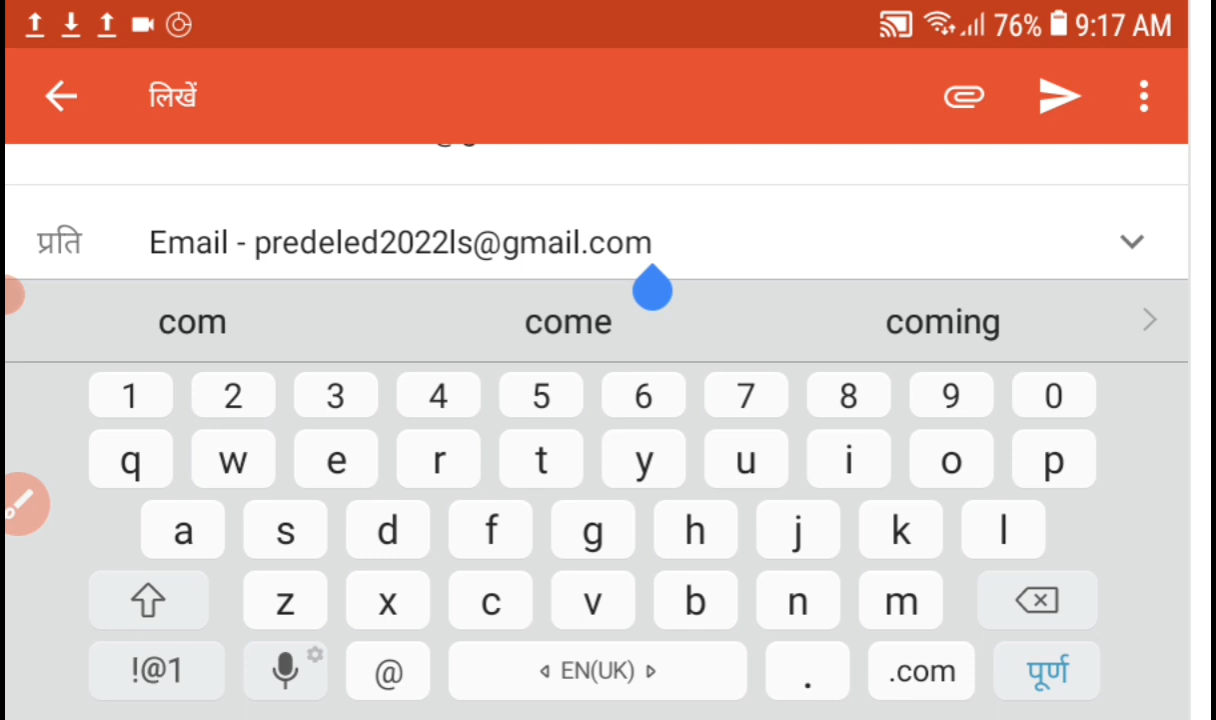 76% 9:17 AM
लिखें
प्रति Email - predeled2022ls@gmail.com
com come coming
1 2 3 4 5 6 7 8 9 0
q w e r t y u i o p
a s d f g h j k l
z x c v b n m
!@1 @ EN(UK) . .com पूर्ण